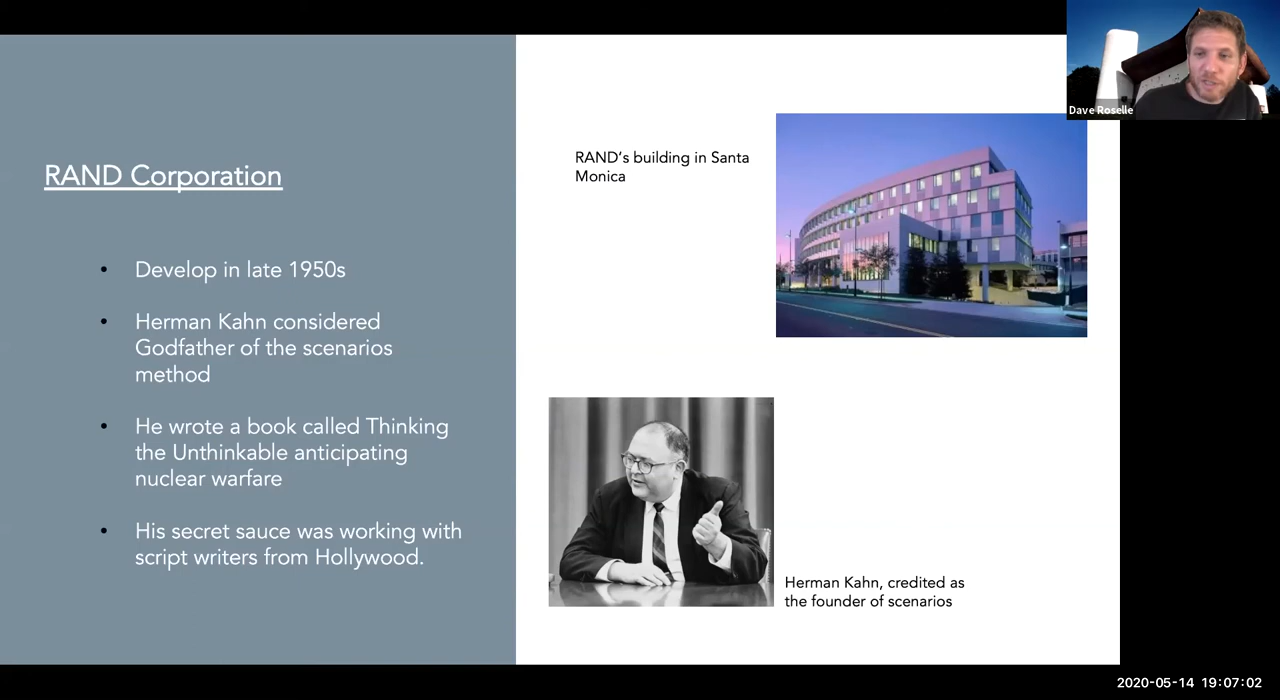 RAND Corporation
Develop in late 1950s
Herman Kahn considered
Godfather of the scenarios
method
He wrote a book called Thinking
the Unthinkable anticipating
nuclear warfare
His secret sauce was working with
script writers from Hollywood.
RAND's building in Santa
Monica
Herman Kahn, credited as
the founder of scenarios
Dave Roselle
2020-05-14 19:07:02